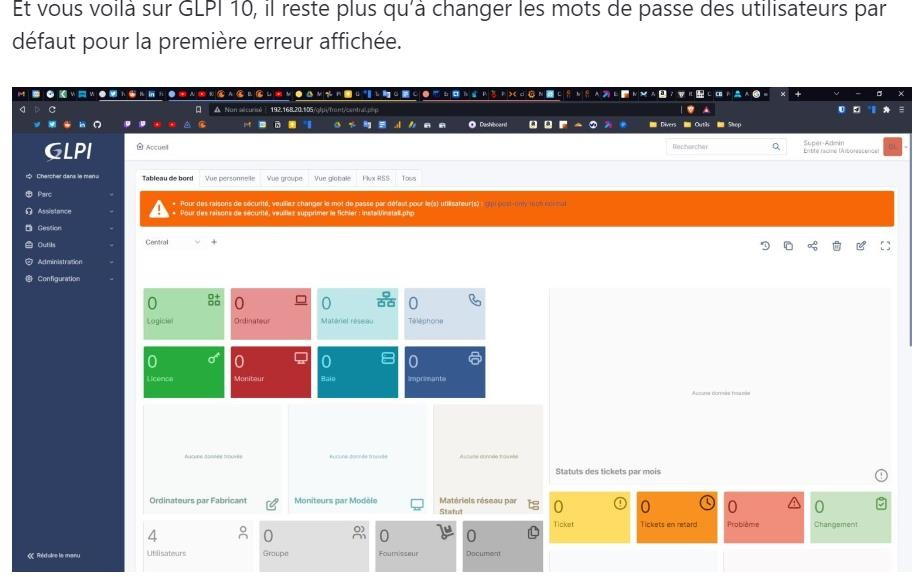 Et vous voilà sur GLPI 10, il reste plus qu'à changer les mots de passe des utilisateurs par
défaut pour la première erreur affichée.
Non sécurisé 192.168.20.105/glpi/front/central.php
Dashboard Divers Outils Shop
GLPI
Accueil
Rechercher
Super-Admin
Entité racine (Arborescence)
GL
Chercher dans le menu
Parc
Assistance
Gestion
Outils
Administration
Configuration
Réduire le menu
Tableau de bord Vue personnelle Vue groupe Vue globale Flux RSS Tous
Pour des raisons de sécurité, veuillez changer le mot de passe par défaut pour le(s) utilisateur(s) : glpi post-only tech normal
Pour des raisons de sécurité, veuillez supprimer le fichier : install/install.php
Central
0 Logiciel
0 Ordinateur
0 Matériel réseau
0 Téléphone
0 Licence
0 Moniteur
0 Baie
0 Imprimante
Aucune donnée trouvée
Ordinateurs par Fabricant
Aucune donnée trouvée
Moniteurs par Modèle
Aucune donnée trouvée
Matériels réseau par
Statut
Aucune donnée trouvée
Statuts des tickets par mois
4 Utilisateurs
0 Groupe
0 Fournisseur
0 Document
0 Ticket
0 Tickets en retard
0 Problème
0 Changement